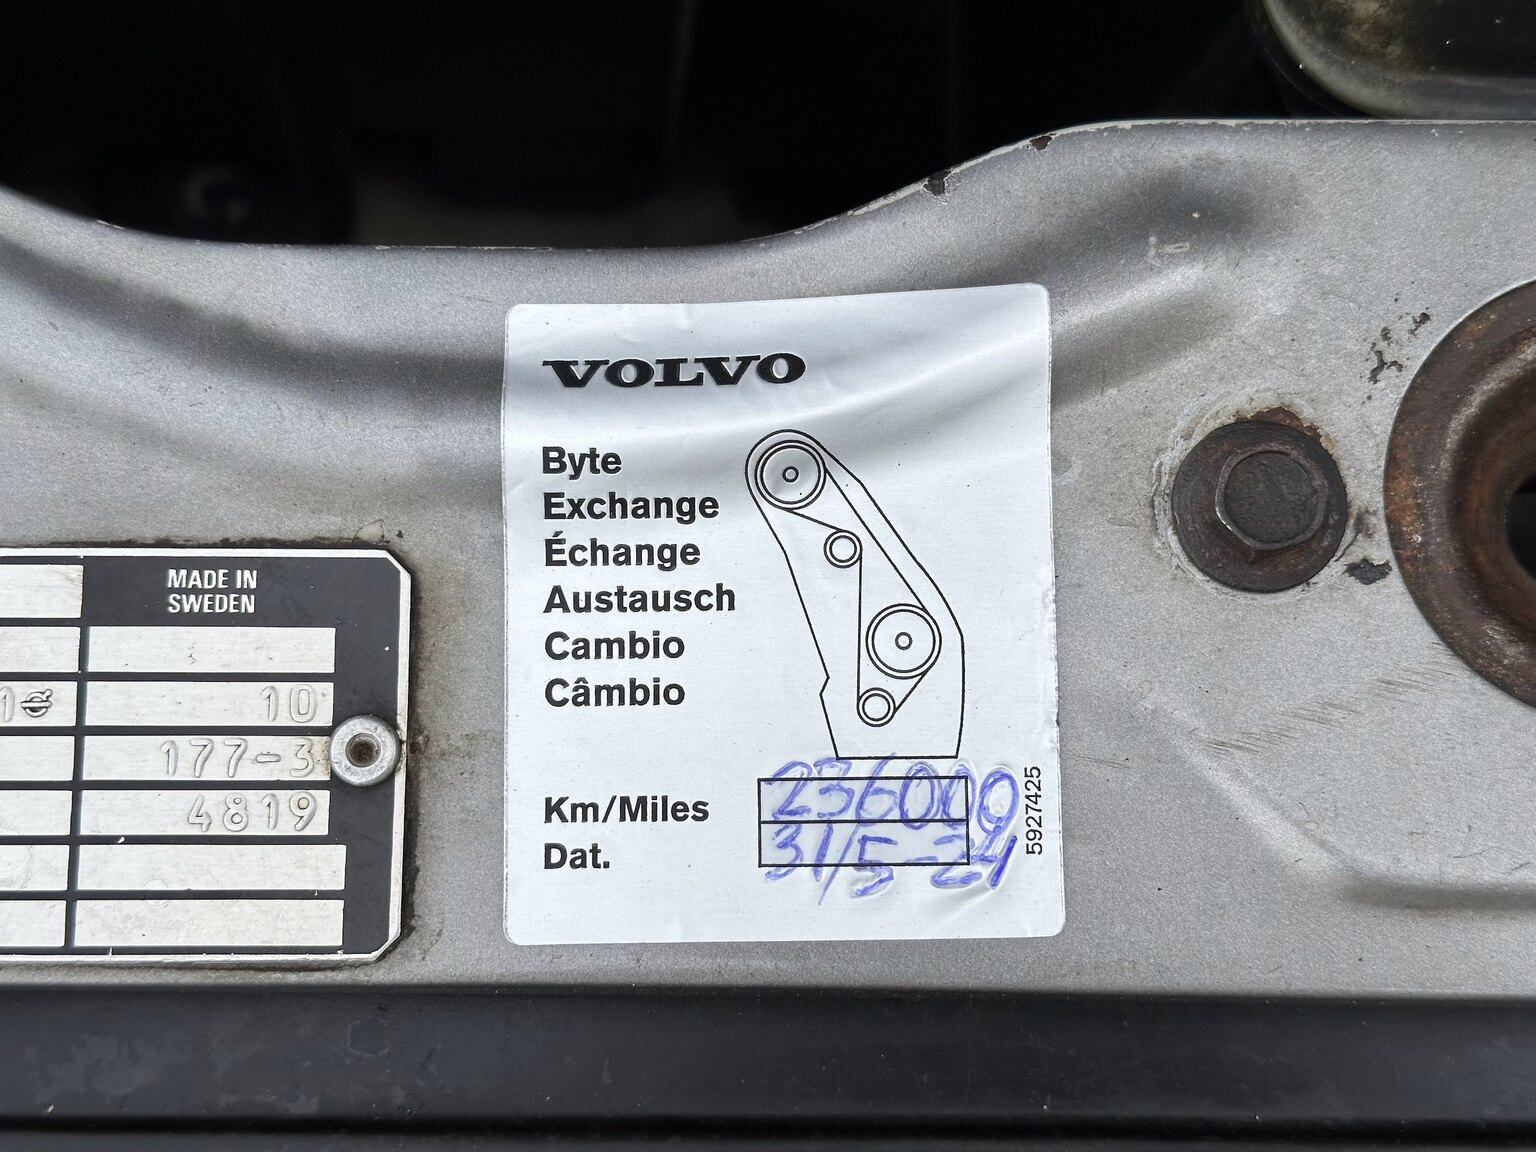 VOLVO
Byte
Exchange
Échange
Austausch
Cambio
Câmbio
Km/Miles 236000
Dat. 31/5-24
5927425
MADE IN
SWEDEN
10
177-3
4819